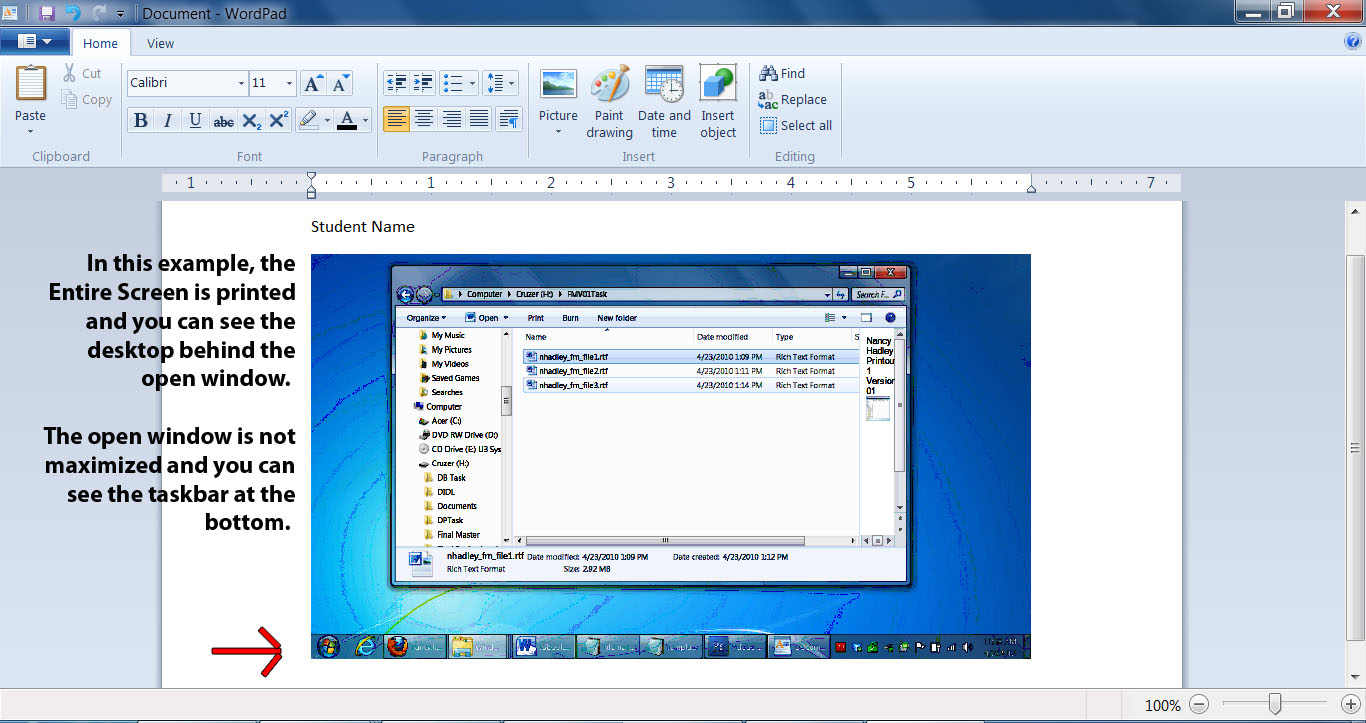 Document - WordPad
Home View
Paste
Cut
Copy
Clipboard
Calibri 11
B I U abc X₂ X²
A
Font
Paragraph
Picture
Paint drawing
Date and time
Insert object
Insert
Find
Replace
Select all
Editing
1 1 2 3 4 5 7
Student Name
In this example, the
Entire Screen is printed
and you can see the
desktop behind the
open window.
The open window is not
maximized and you can
see the taskbar at the
bottom.
Computer Cruzer (H:) FMV01Task
Search F...
Organize Open Print Burn New folder
My Music
My Pictures
My Videos
Saved Games
Searches
Computer
Acer (C:)
DVD RW Drive (D:)
CD Drive (E:) U3 Sys
Cruzer (H:)
DB Task
DIDL
Documents
DPTask
Final Master
Name Date modified Type S
nhadley_fm_file1.rtf 4/23/2010 1:09 PM Rich Text Format
nhadley_fm_file2.rtf 4/23/2010 1:11 PM Rich Text Format
nhadley_fm_file3.rtf 4/23/2010 1:14 PM Rich Text Format
Nancy
Hadley
Printou
1
Version
01
nhadley_fm_file1.rtf Date modified: 4/23/2010 1:09 PM Date created: 4/23/2010 1:12 PM
Rich Text Format Size: 2.92 MB
100%